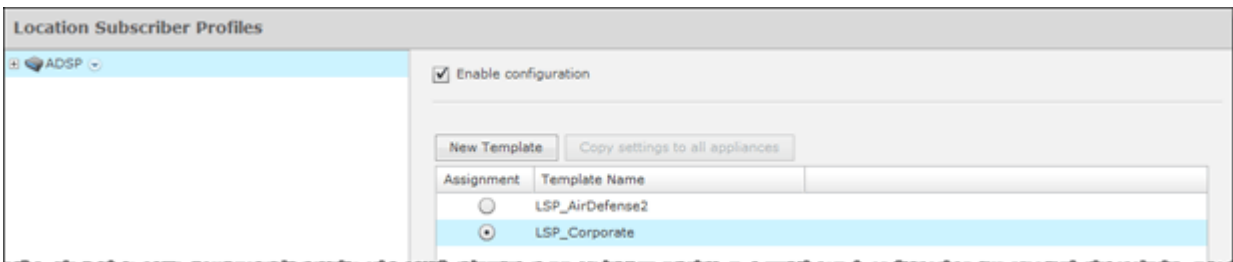 Location Subscriber Profiles
ADSP
Enable configuration
New Template Copy settings to all appliances
Assignment Template Name
LSP_AirDefense2
LSP_Corporate